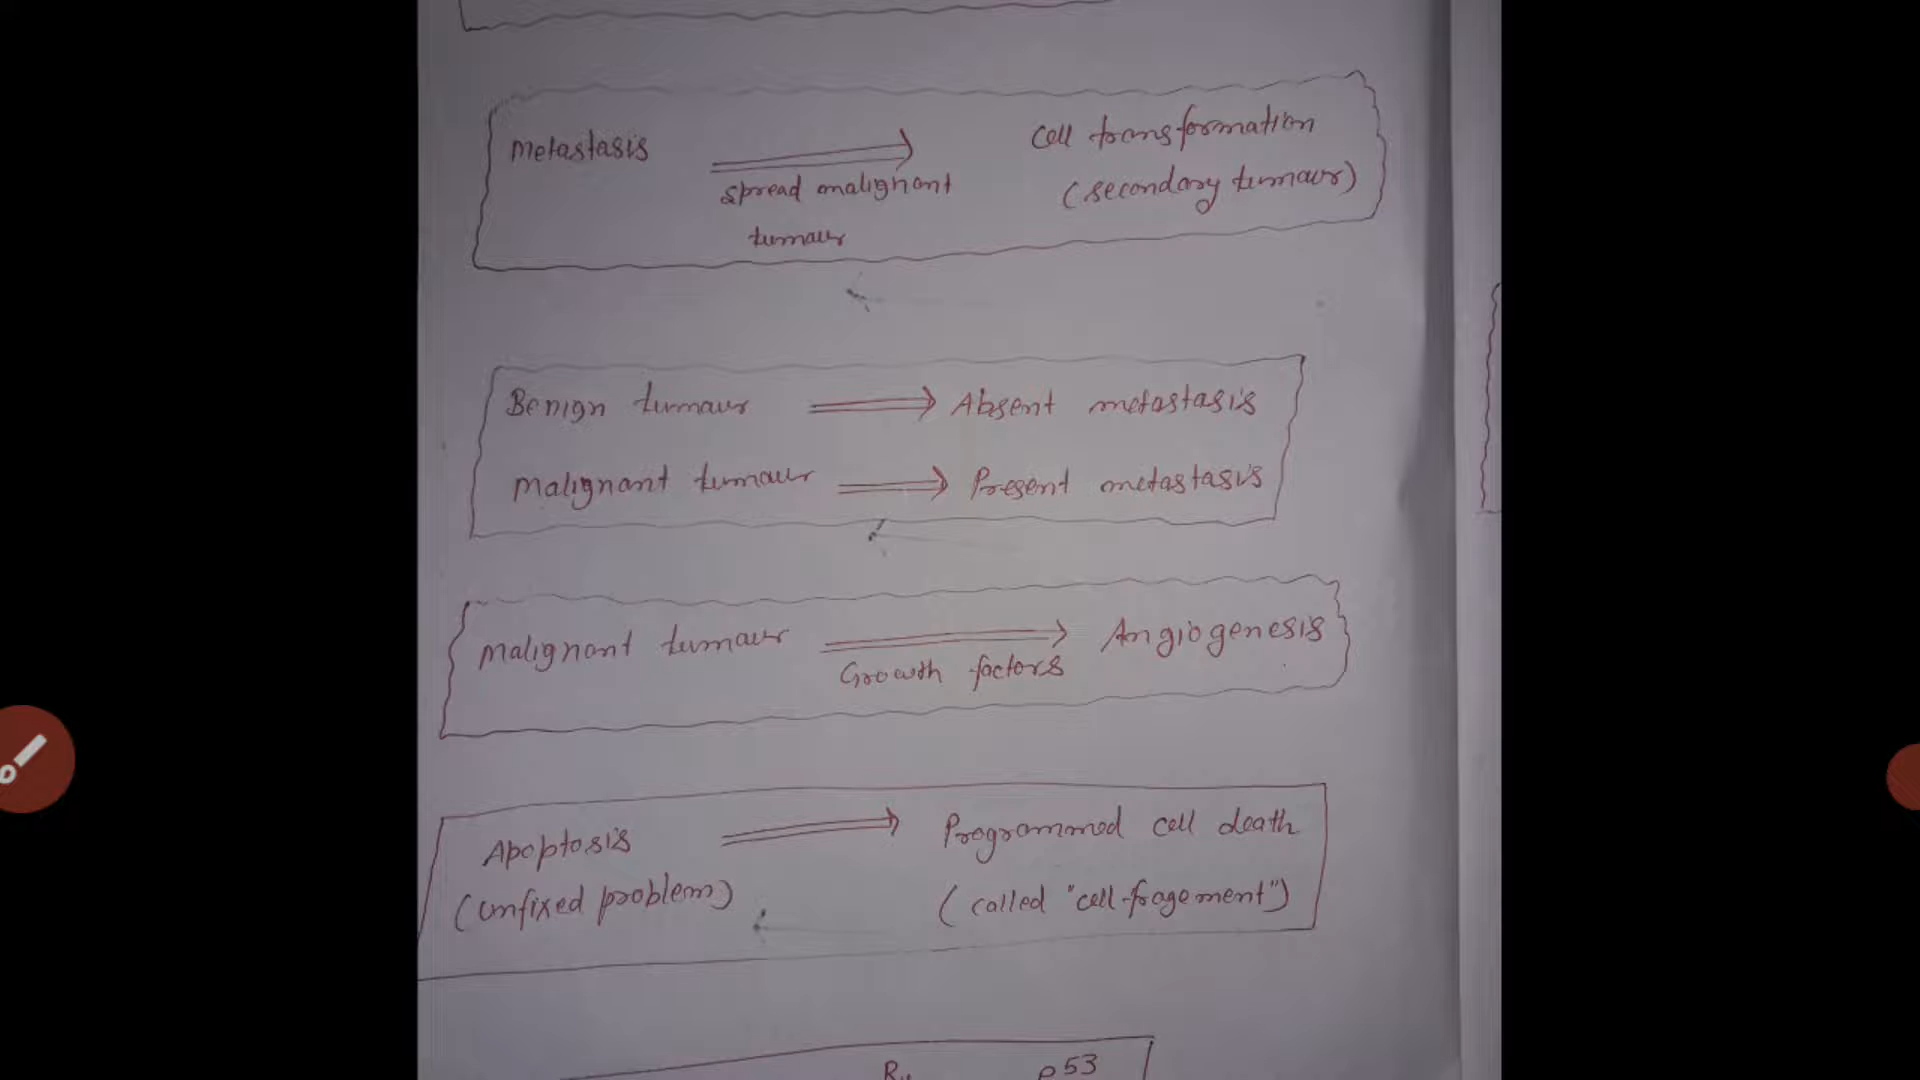 Metastasis ⟹ Cell transformation
Spread malignant (secondary tumour)
tumour
Benign tumour ⟹ Absent metastasis
Malignant tumour ⟹ Present metastasis
Malignant tumour ⟹ Angiogenesis
Growth factors
Apoptosis ⟹ Programmed cell death
(unfixed problem) (called "cell-fragement")
p53